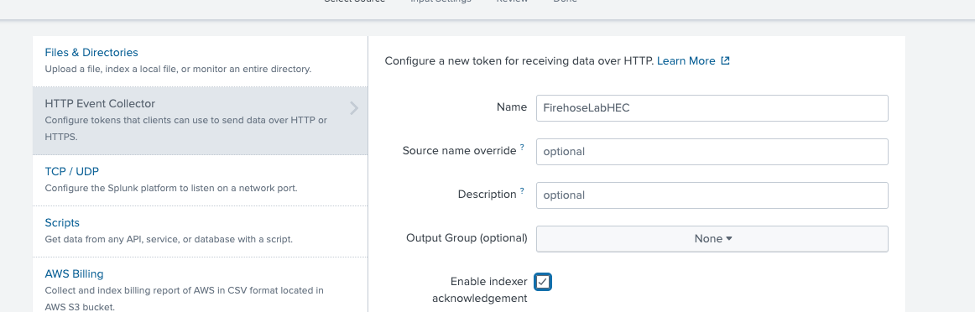 Select Source Input Settings Review Done
Files & Directories
Upload a file, index a local file, or monitor an entire directory.
HTTP Event Collector
Configure tokens that clients can use to send data over HTTP or
HTTPS.
TCP / UDP
Configure the Splunk platform to listen on a network port.
Scripts
Get data from any API, service, or database with a script.
AWS Billing
Collect and index billing report of AWS in CSV format located in
AWS S3 bucket.
Configure a new token for receiving data over HTTP. Learn More
Name FirehoseLabHEC
Source name override ? optional
Description ? optional
Output Group (optional) None
Enable indexer
acknowledgement